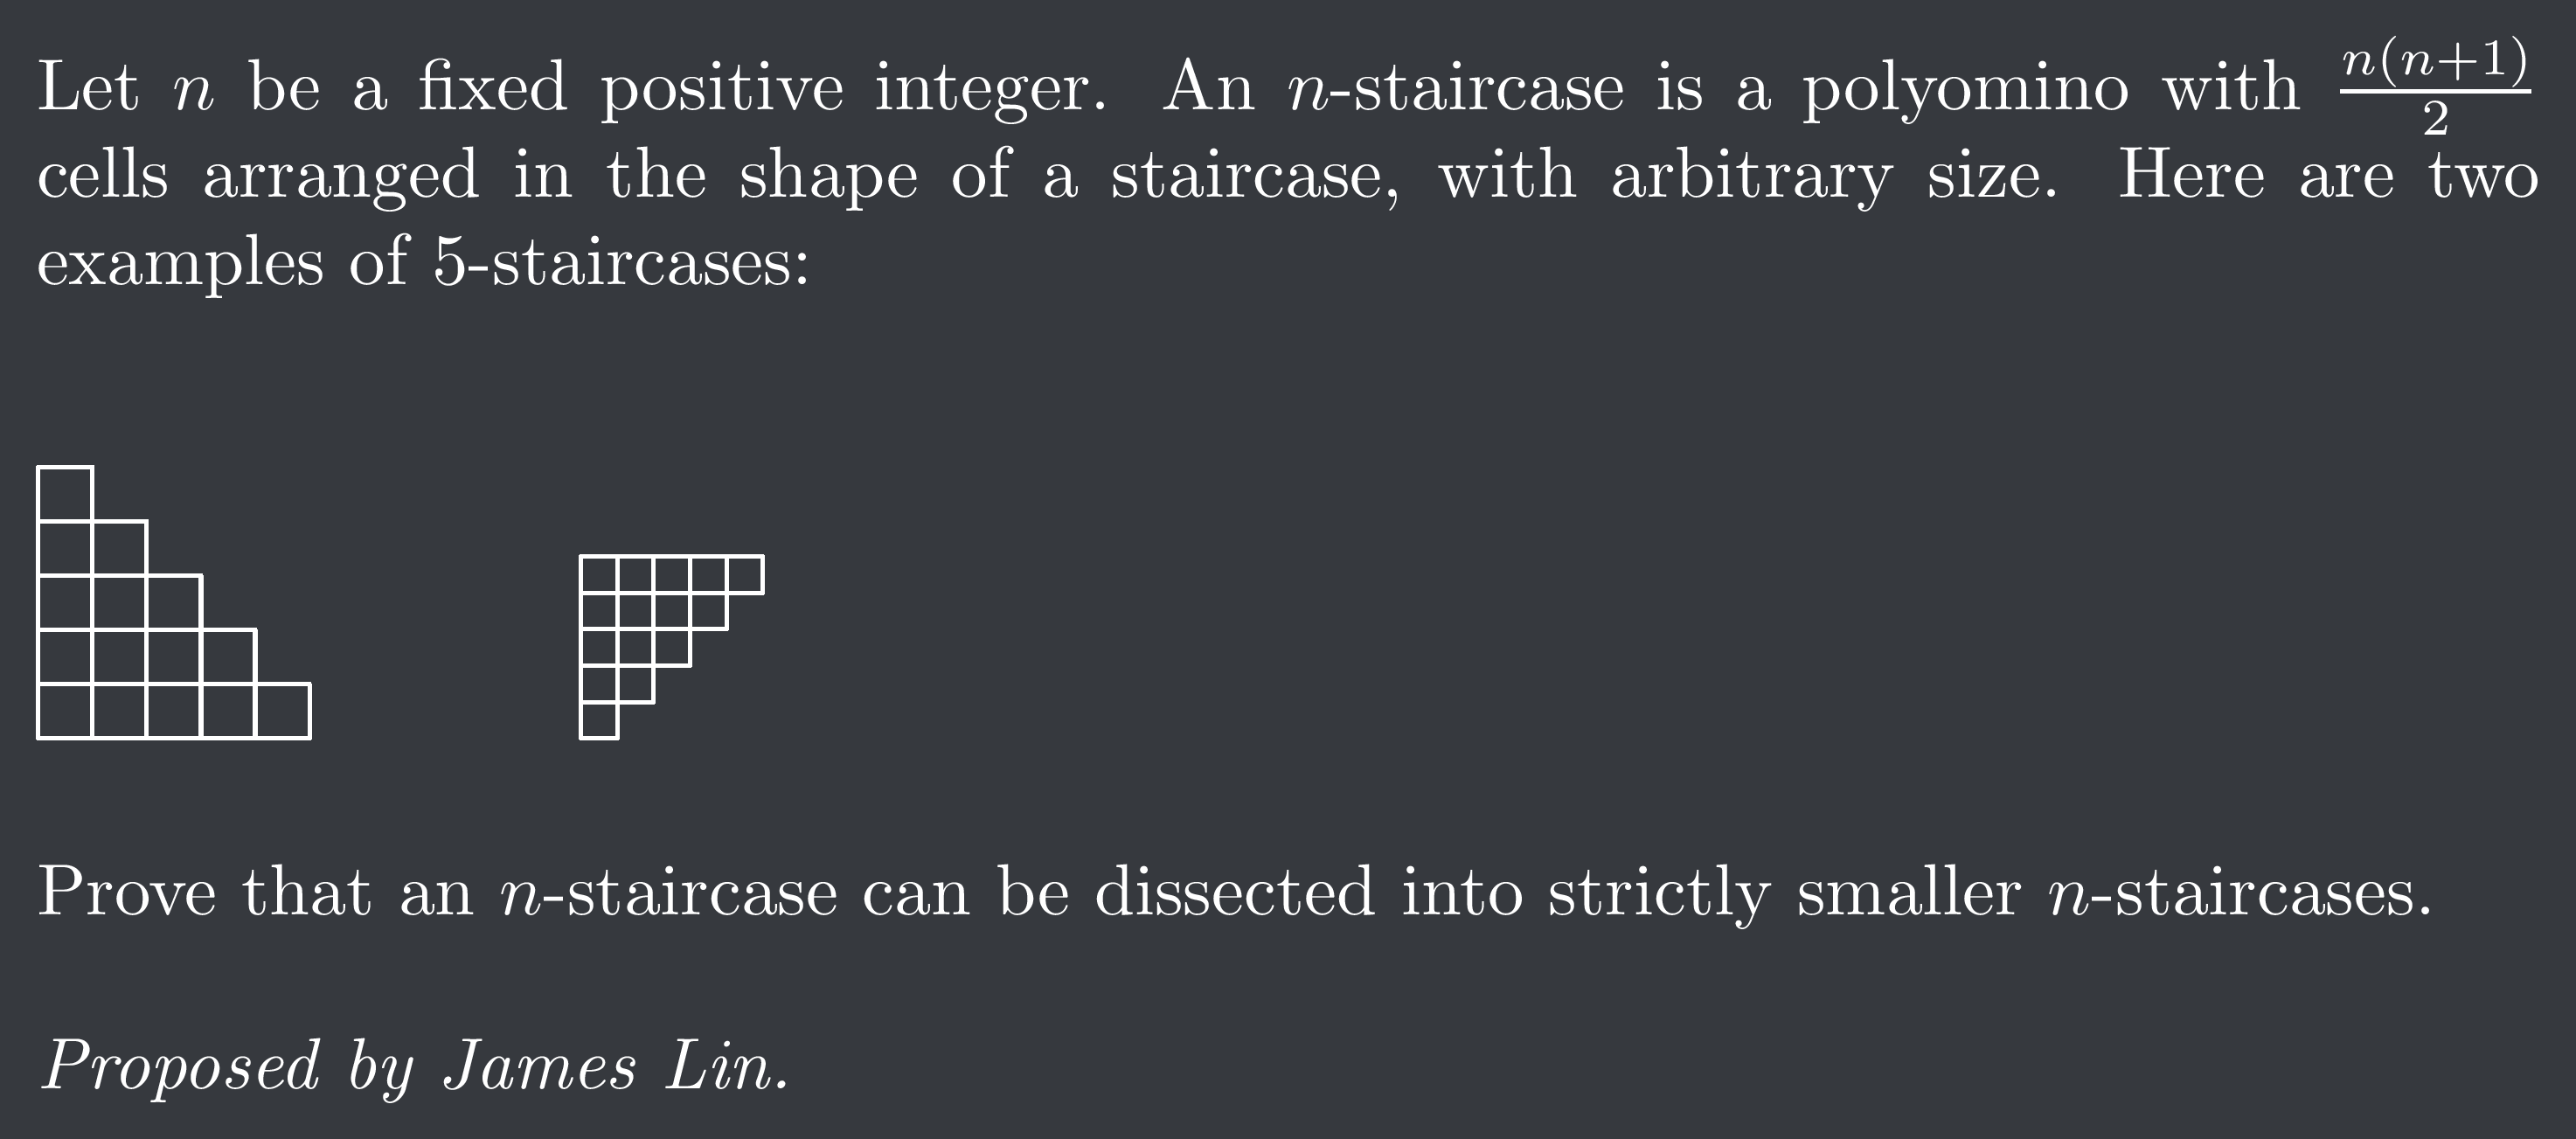 Let n be a fixed positive integer. An n-staircase is a polyomino with \frac{n(n+1)}{2}
cells arranged in the shape of a staircase, with arbitrary size. Here are two
examples of 5-staircases:
Prove that an n-staircase can be dissected into strictly smaller n-staircases.
Proposed by James Lin.